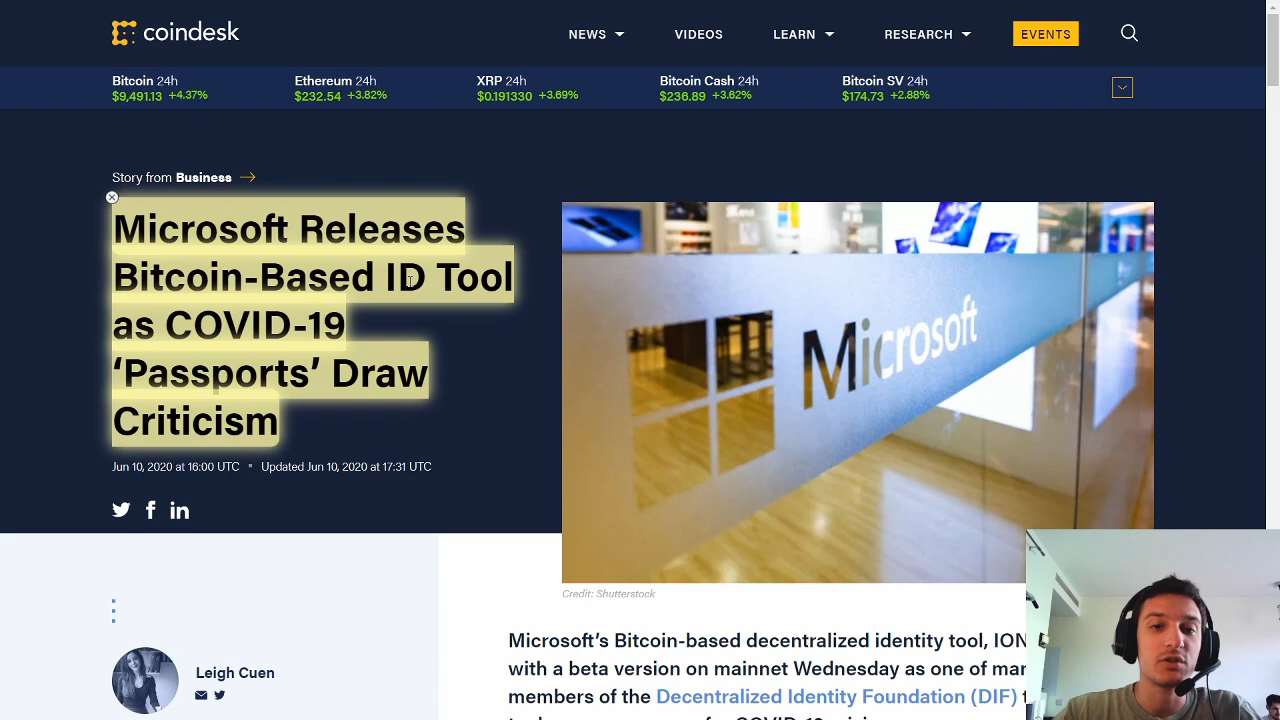 coindesk
NEWS
VIDEOS
LEARN
RESEARCH
EVENTS
Bitcoin 24h
$9,491.13 +4.37%
Ethereum 24h
$232.54 +3.82%
XRP 24h
$0.191330 +3.69%
Bitcoin Cash 24h
$236.89 +3.62%
Bitcoin SV 24h
$174.73 +2.88%
Story from Business
Microsoft Releases
Bitcoin-Based ID Tool
as COVID-19
‘Passports’ Draw
Criticism
Jun 10, 2020 at 16:00 UTC
Updated Jun 10, 2020 at 17:31 UTC
Microsoft
Credit: Shutterstock
Leigh Cuen
Microsoft’s Bitcoin-based decentralized identity tool, ION
with a beta version on mainnet Wednesday as one of
members of the Decentralized Identity Foundation (DIF)